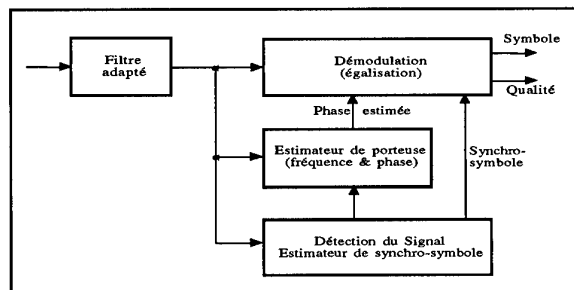 Filtre
adapté
Démodulation
(égalisation)
Symbole
Qualité
Phase estimée
Estimateur de porteuse
(fréquence & phase)
Synchro-
symbole
Détection du Signal
Estimateur de synchro-symbole